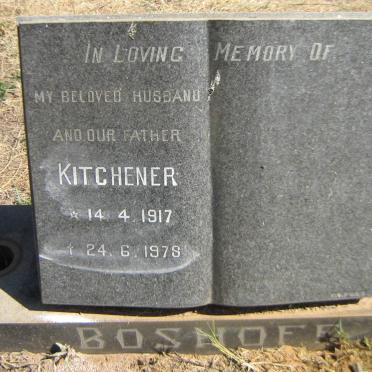 In Loving Memory Of
My Beloved Husband
And Our Father
Kitchener
* 14. 4. 1917
† 24. 6. 1978
BOSHOFF